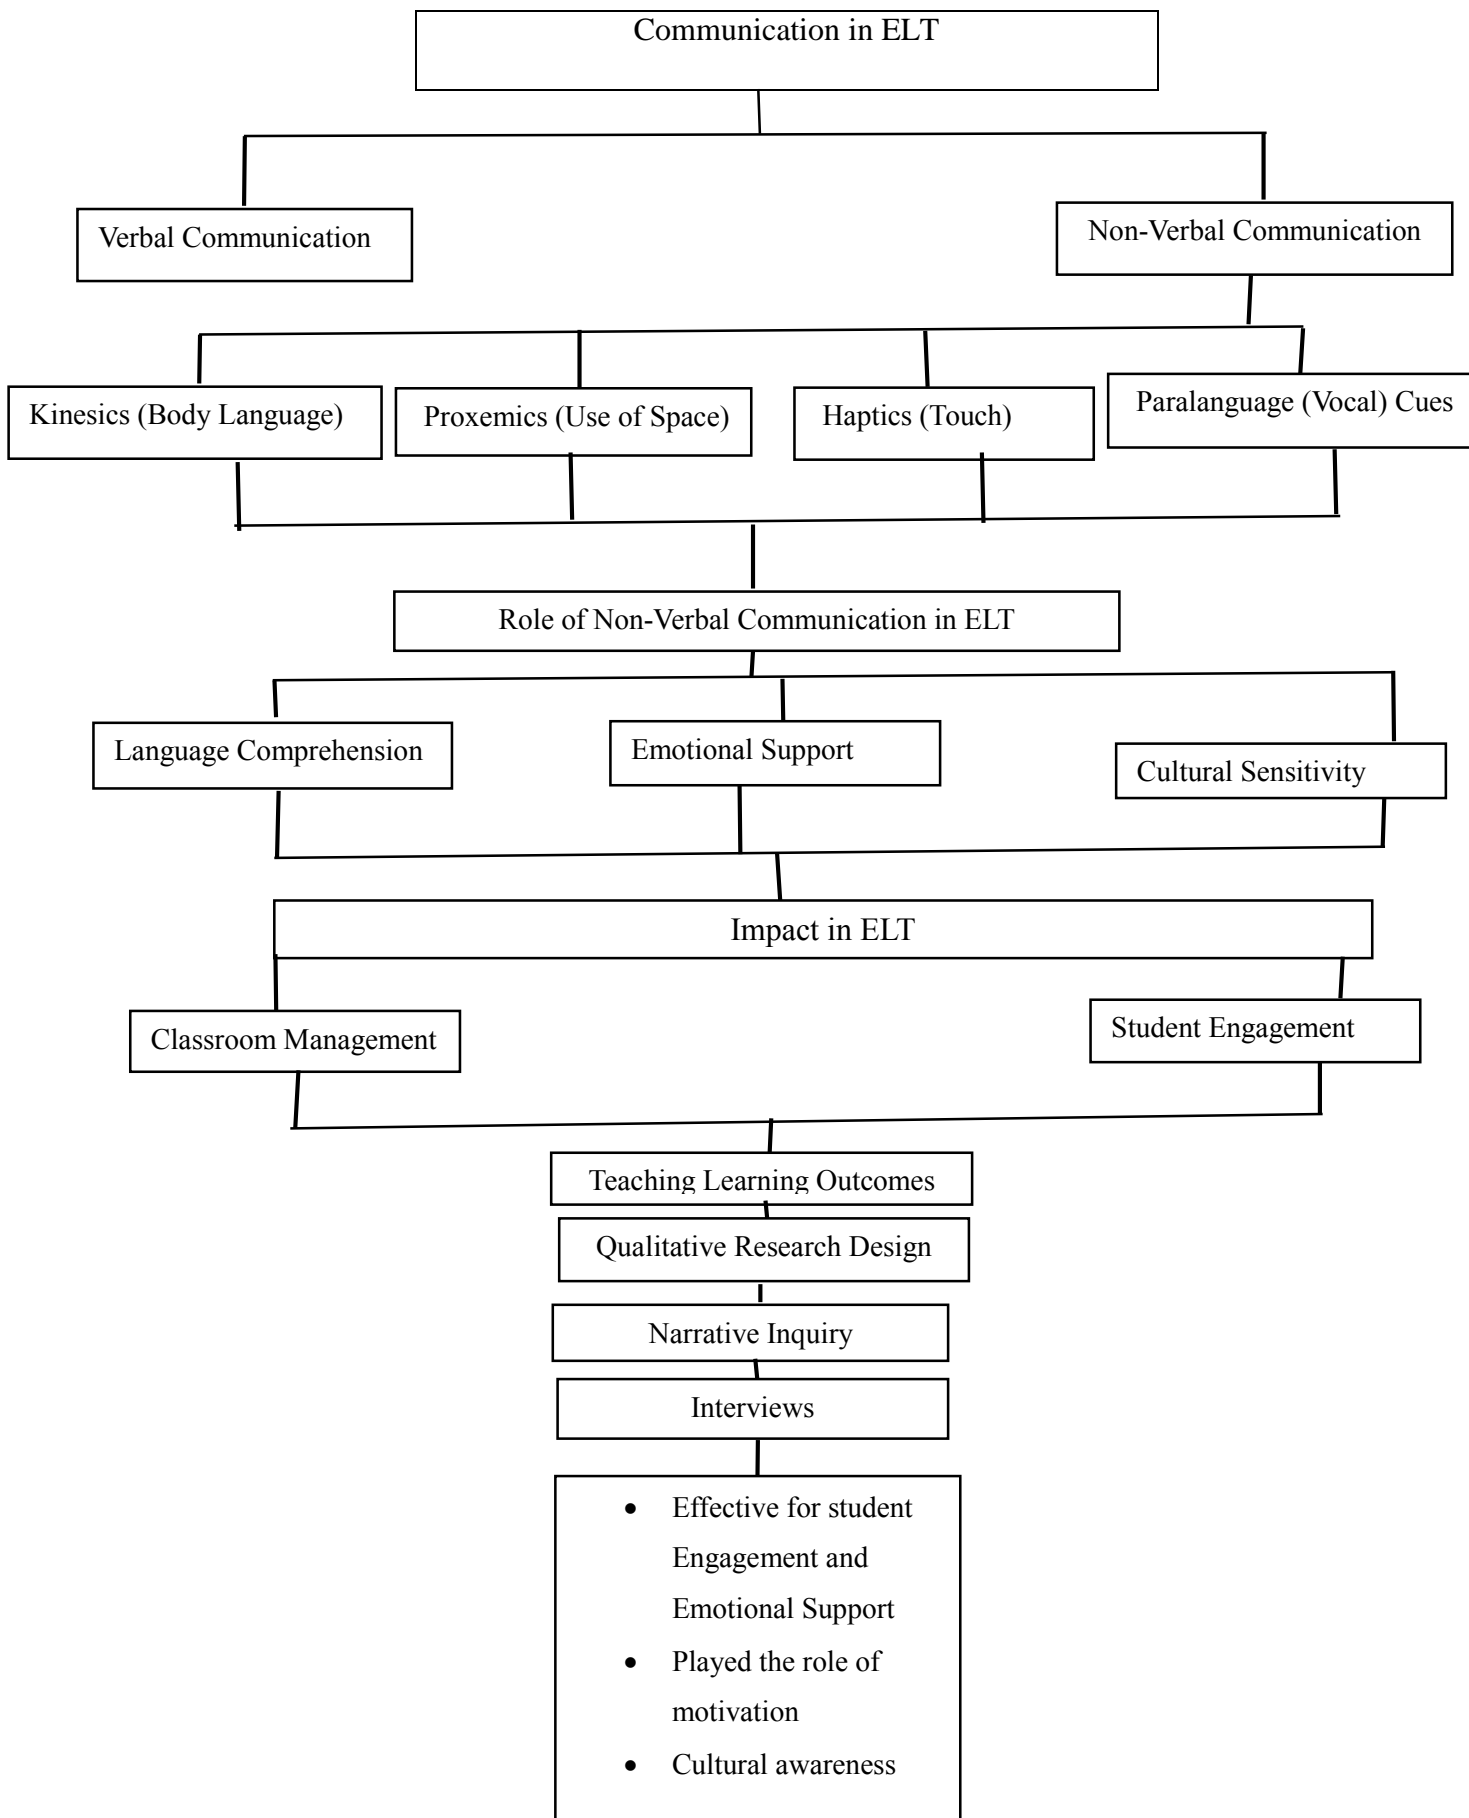 Communication in ELT
Verbal Communication
Non-Verbal Communication
Kinesics (Body Language)
Proxemics (Use of Space)
Haptics (Touch)
Paralanguage (Vocal) Cues
Role of Non-Verbal Communication in ELT
Language Comprehension
Emotional Support
Cultural Sensitivity
Impact in ELT
Classroom Management
Student Engagement
Teaching Learning Outcomes
Qualitative Research Design
Narrative Inquiry
Interviews
• Effective for student
Engagement and
Emotional Support
• Played the role of
motivation
• Cultural awareness